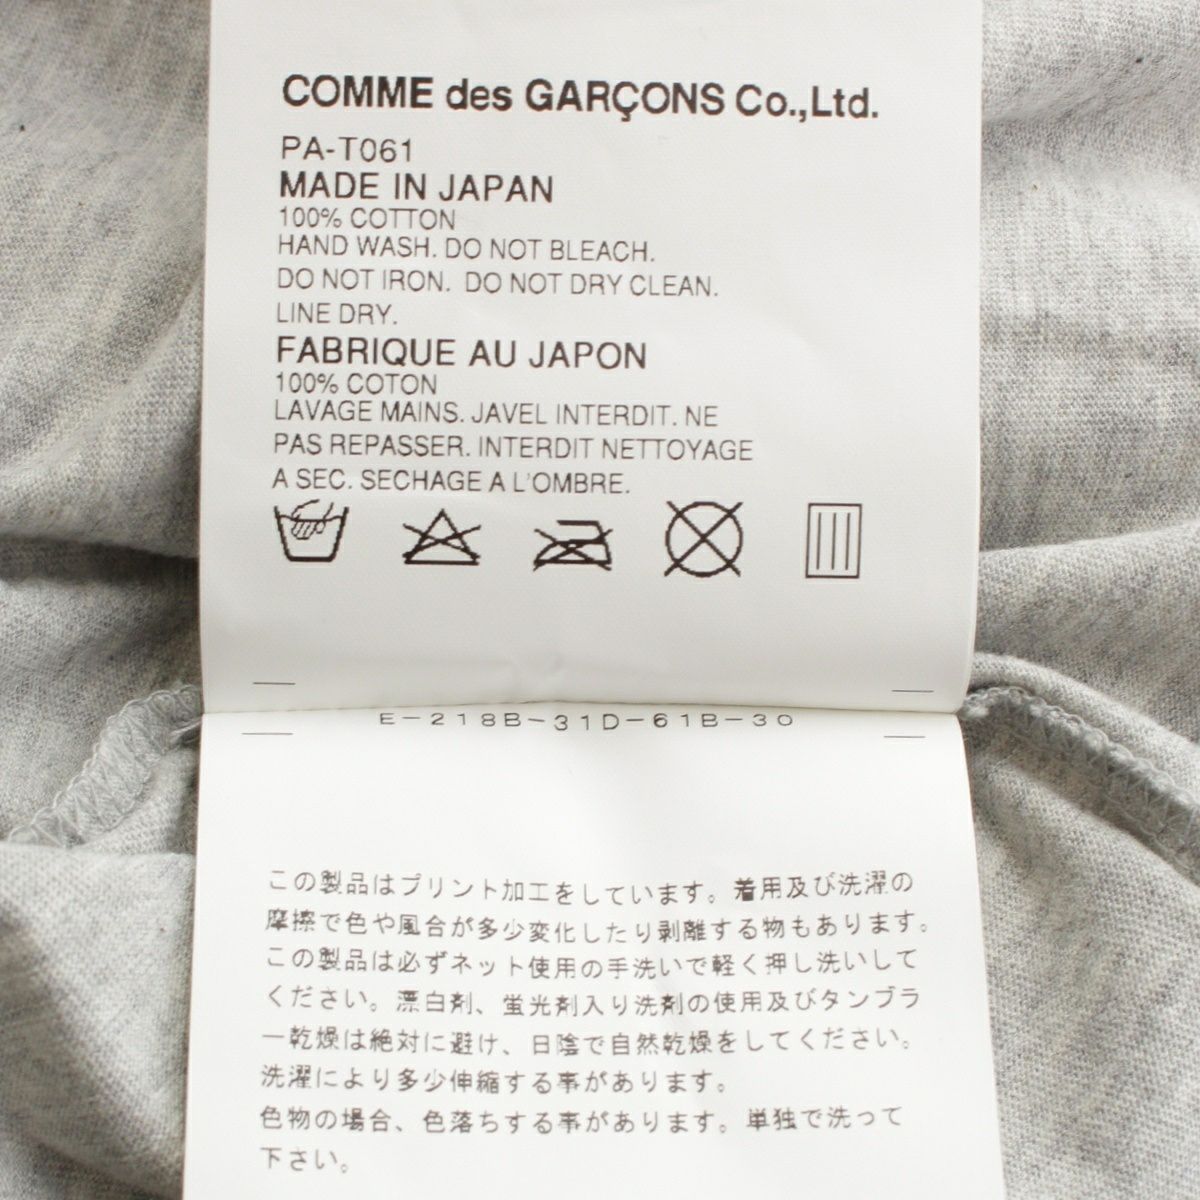 COMME des GARÇONS Co.,Ltd.
PA-T061
MADE IN JAPAN
100% COTTON
HAND WASH. DO NOT BLEACH.
DO NOT IRON. DO NOT DRY CLEAN.
LINE DRY.
FABRIQUE AU JAPON
100% COTON
LAVAGE MAINS. JAVEL INTERDIT. NE
PAS REPASSER. INTERDIT NETTOYAGE
A SEC. SECHAGE A L'OMBRE.
E-218B-31D-61B-30
この製品はプリント加工をしています。着用及び洗濯の
摩擦で色や風合が多少変化したり剥離する物もあります。
この製品は必ずネット使用の手洗いで軽く押し洗いして
ください。漂白剤、蛍光剤入り洗剤の使用及びタンブラ
ー乾燥は絶対に避け、日陰で自然乾燥をしてください。
洗濯により多少伸縮する事があります。
色物の場合、色落ちする事があります。単独で洗って
下さい。